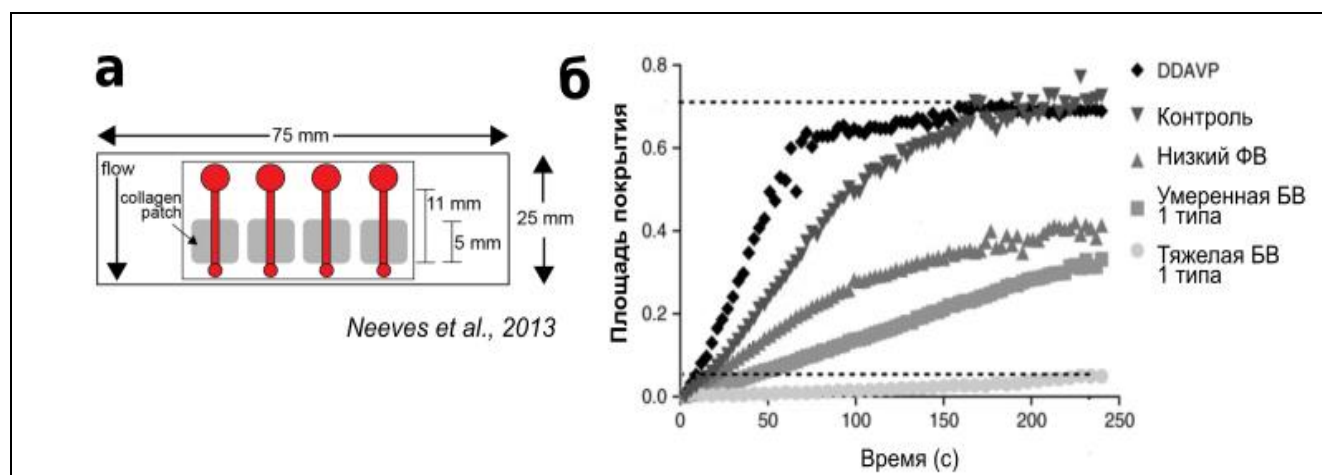 а
75 mm
flow
collagen
patch
11 mm
5 mm
25 mm
Neeves et al., 2013
б
Площадь покрытия
0.8
0.6
0.4
0.2
0.0
0
50
100
150
200
250
Время (с)
DDAVP
Контроль
Низкий ФВ
Умеренная БВ
1 типа
Тяжелая БВ
1 типа